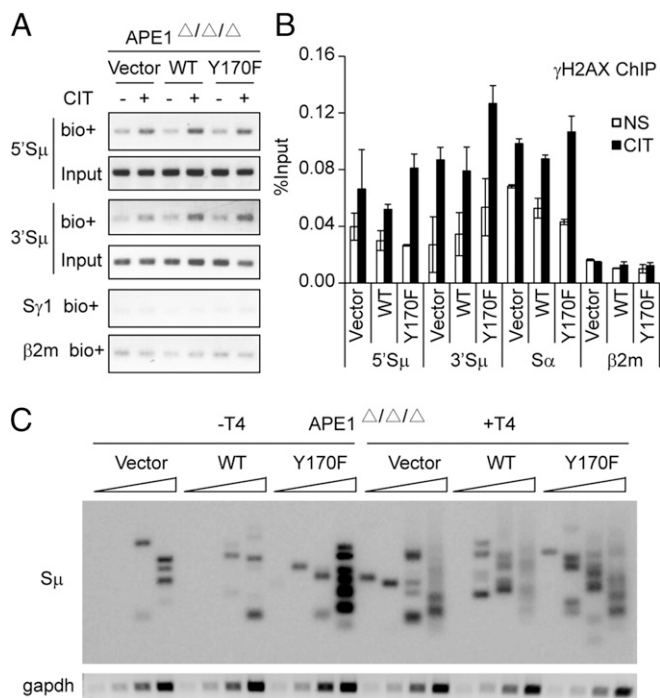 A
APE1 △/△/△
Vector WT Y170F
CIT - + - + - +
5'Sμ bio+
Input
3'Sμ bio+
Input
Sγ1 bio+
β2m bio+
B
γH2AX ChIP
NS
CIT
%Input
0.16
0.12
0.08
0.04
0.00
Vector WT Y170F Vector WT Y170F Vector WT Y170F Vector WT Y170F
5'Sμ 3'Sμ Sα β2m
C
-T4 APE1 △/△/△ +T4
Vector WT Y170F Vector WT Y170F
Sμ
gapdh